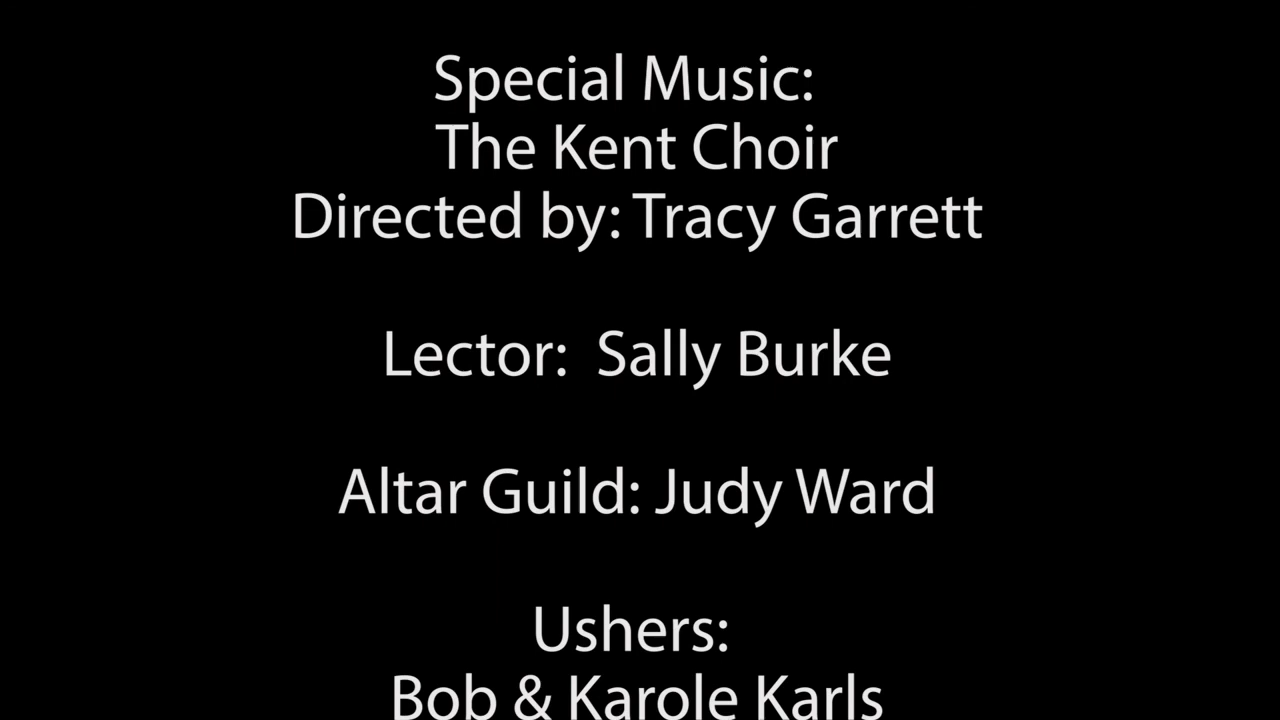 Special Music:
The Kent Choir
Directed by: Tracy Garrett
Lector:  Sally Burke
Altar Guild: Judy Ward
Ushers:
Bob & Karole Karls